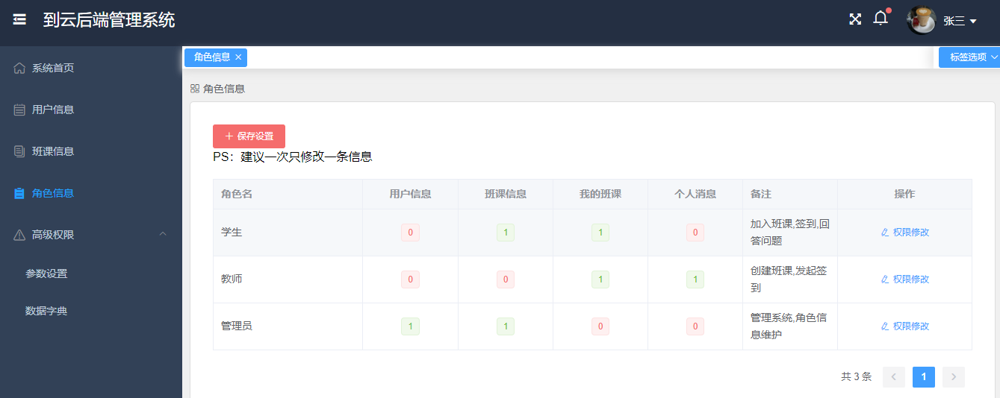 到云后端管理系统
张三
系统首页
用户信息
班课信息
角色信息
高级权限
参数设置
数据字典
角色信息
标签选项
角色信息
保存设置
PS：建议一次只修改一条信息
角色名 用户信息 班课信息 我的班课 个人消息 备注 操作
学生 0 1 1 0 加入班课,签到,回
答问题 权限修改
教师 0 0 1 1 创建班课,发起签
到 权限修改
管理员 1 1 0 0 管理系统,角色信
息维护 权限修改
共 3 条 1